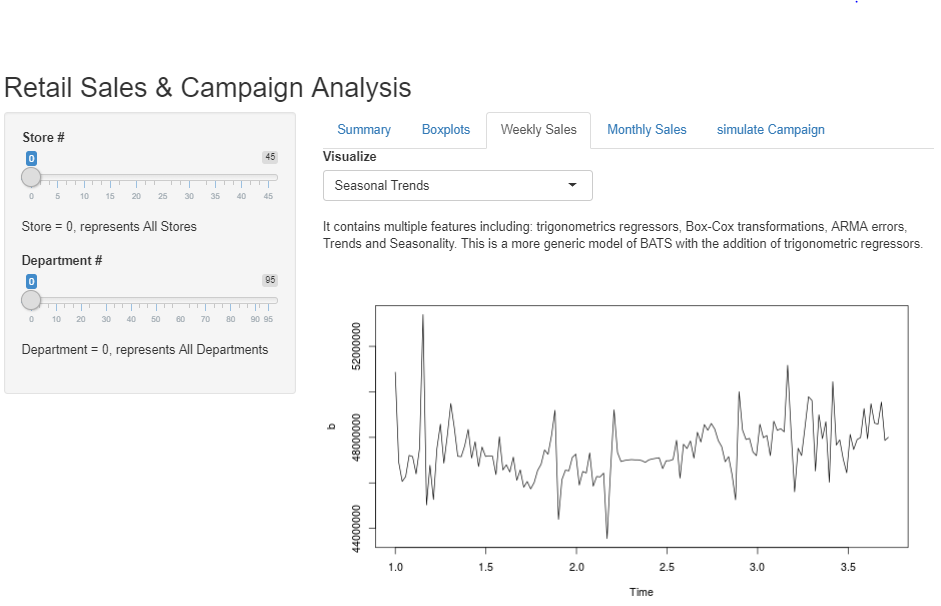 Retail Sales & Campaign Analysis
Store #
0
45
0 5 10 15 20 25 30 35 40 45
Store = 0, represents All Stores
Department #
0
95
0 10 20 30 40 50 60 70 80 90 95
Department = 0, represents All Departments
Summary Boxplots Weekly Sales Monthly Sales simulate Campaign
Visualize
Seasonal Trends
It contains multiple features including: trigonometrics regressors, Box-Cox transformations, ARMA errors,
Trends and Seasonality. This is a more generic model of BATS with the addition of trigonometric regressors.
b
52000000
48000000
44000000
1.0 1.5 2.0 2.5 3.0 3.5
Time